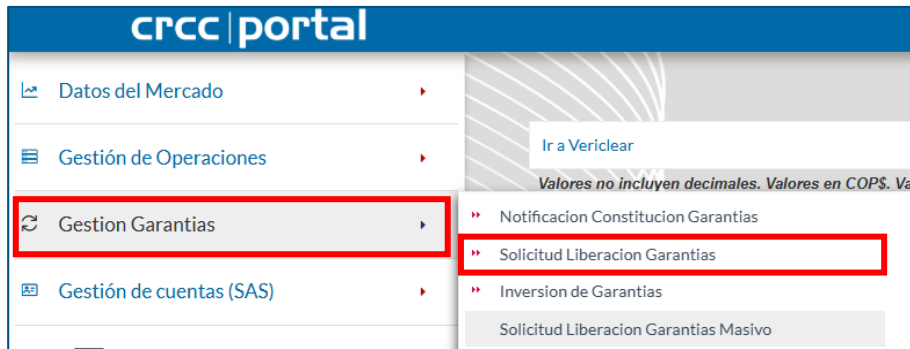 crcc|portal
Datos del Mercado
Gestión de Operaciones
Gestion Garantias
Gestión de cuentas (SAS)
Ir a Vericlear
Valores no incluyen decimales. Valores en COP$. Va
Notificacion Constitucion Garantias
Solicitud Liberacion Garantias
Inversion de Garantias
Solicitud Liberacion Garantias Masivo